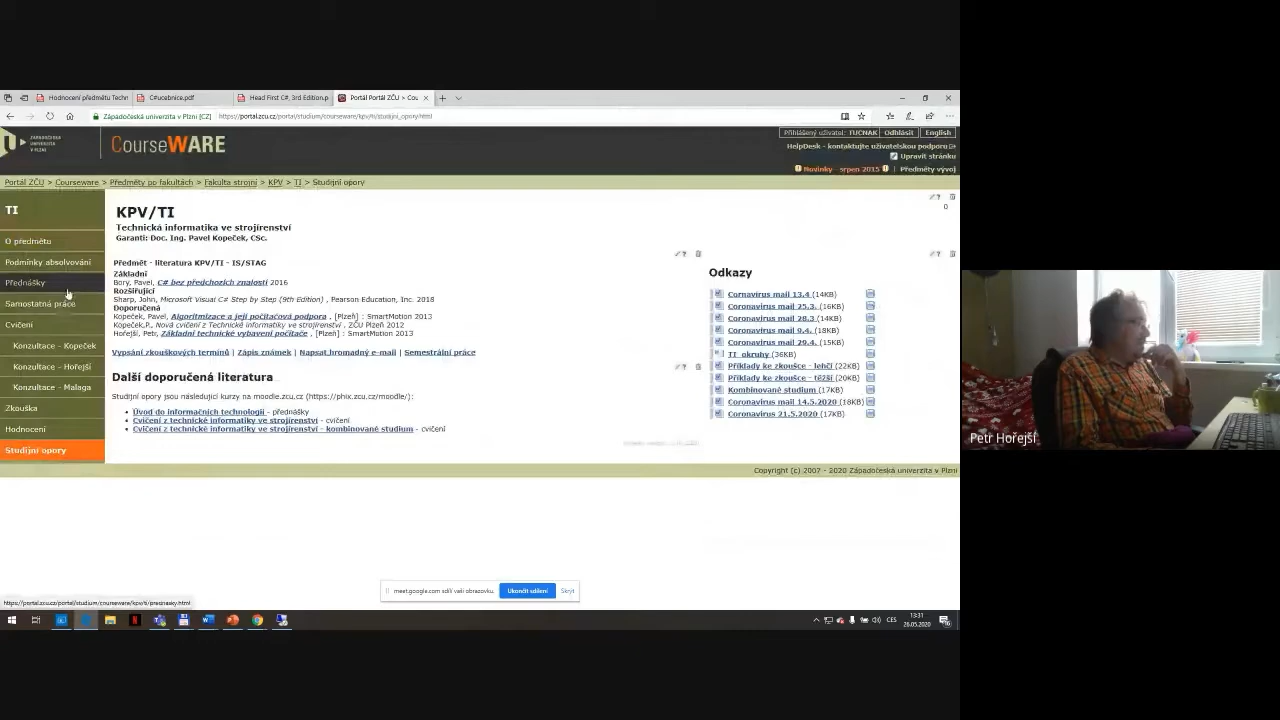 Hodnocení předmětu Techn
C#ucebnice.pdf
Head First C#, 3rd Edition.p
Portál Portál ZČU > Cou
Západočeská univerzita v Plzni [CZ]
https://portal.zcu.cz/portal/studium/courseware/kpv/ti/studijni_opory.html
ZÁPADOČESKÁ UNIVERZITA V PLZNI
COURSEWARE
Přihlášený uživatel: TUCNAK
Odhlásit
English
HelpDesk - kontaktujte uživatelskou podporu
Upravit stránku
Novinky - srpen 2015
Předměty vývoj
Portál ZČU > Courseware > Předměty po fakultách > Fakulta strojní > KPV > TI > Studijní opory
TI
O předmětu
Podmínky absolvování
Přednášky
Samostatná práce
Cvičení
Konzultace - Kopeček
Konzultace - Hořejší
Konzultace - Malaga
Zkouška
Hodnocení
Studijní opory
KPV/TI
Technická informatika ve strojírenství
Garanti: Doc. Ing. Pavel Kopeček, CSc.
0
Předmět - literatura KPV/TI - IS/STAG
Základní
Bory, Pavel, C# bez předchozích znalostí 2016
Rozšiřující
Sharp, John, Microsoft Visual C# Step by Step (9th Edition) , Pearson Education, Inc. 2018
Doporučená
Kopeček, Pavel, Algoritmizace a její počítačová podpora , [Plzeň] : SmartMotion 2013
Kopeček,P., Nová cvičení z Technické informatiky ve strojírenství . ZČU Plzeň 2012
Hořejší, Petr, Základní technické vybavení počítače , [Plzeň] : SmartMotion 2013
Vypsání zkouškových termínů | Zápis známek | Napsat hromadný e-mail | Semestrální práce
Další doporučená literatura
Studijní opory jsou následující kurzy na moodle.zcu.cz (https://phix.zcu.cz/moodle/):
• Úvod do informačních technologií - přednášky
• Cvičení z technické informatiky ve strojírenství - cvičení
• Cvičení z technické informatiky ve strojírenství - kombinované studium - cvičení
Odkazy
Cornavirus mail 13.4 (14KB)
Coronavirus mail 25.3. (16KB)
Coronavirus mail 28.3 (14KB)
Coronavirus mail 9.4. (18KB)
Coronavirus mail 29.4. (15KB)
TI_okruhy (36KB)
Příklady ke zkoušce - lehčí (22KB)
Příklady ke zkoušce - těžší (20KB)
Kombinované studium (17KB)
Coronavirus mail 14.5.2020 (18KB)
Coronavirus 21.5.2020 (17KB)
Copyright (c) 2007 - 2020 Západočeská univerzita v Plzni
meet.google.com sdílí vaši obrazovku.
Ukončit sdílení
Skrýt
https://portal.zcu.cz/portal/studium/courseware/kpv/ti/prednasky.html
CES
13:31
26.05.2020
Petr Hořejší